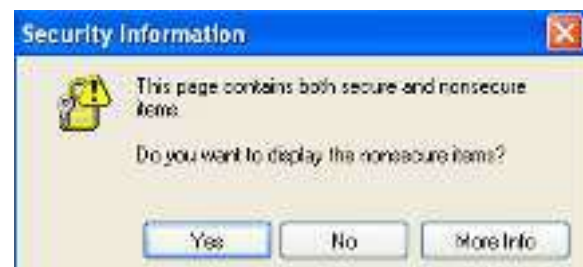 Security Information
This page contains both secure and nonsecure
items.
Do you want to display the nonsecure items?
Yes No More Info